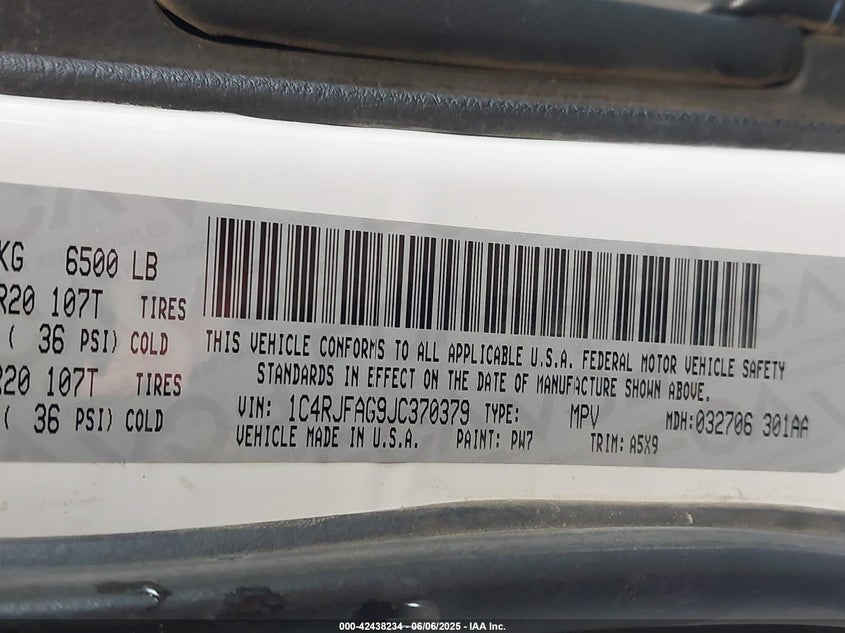 KG 6500 LB
R20 107T TIRES
( 36 PSI) COLD
R20 107T TIRES
( 36 PSI) COLD
THIS VEHICLE CONFORMS TO ALL APPLICABLE U.S.A. FEDERAL MOTOR VEHICLE SAFETY
STANDARDS IN EFFECT ON THE DATE OF MANUFACTURE SHOWN ABOVE.
VIN: 1C4RJFAG9JC370379 TYPE: MPV MDH:032706 301AA
VEHICLE MADE IN U.S.A. PAINT: PW7 TRIM: A5X9
000-42438234 - 06/06/2025 - IAA Inc.